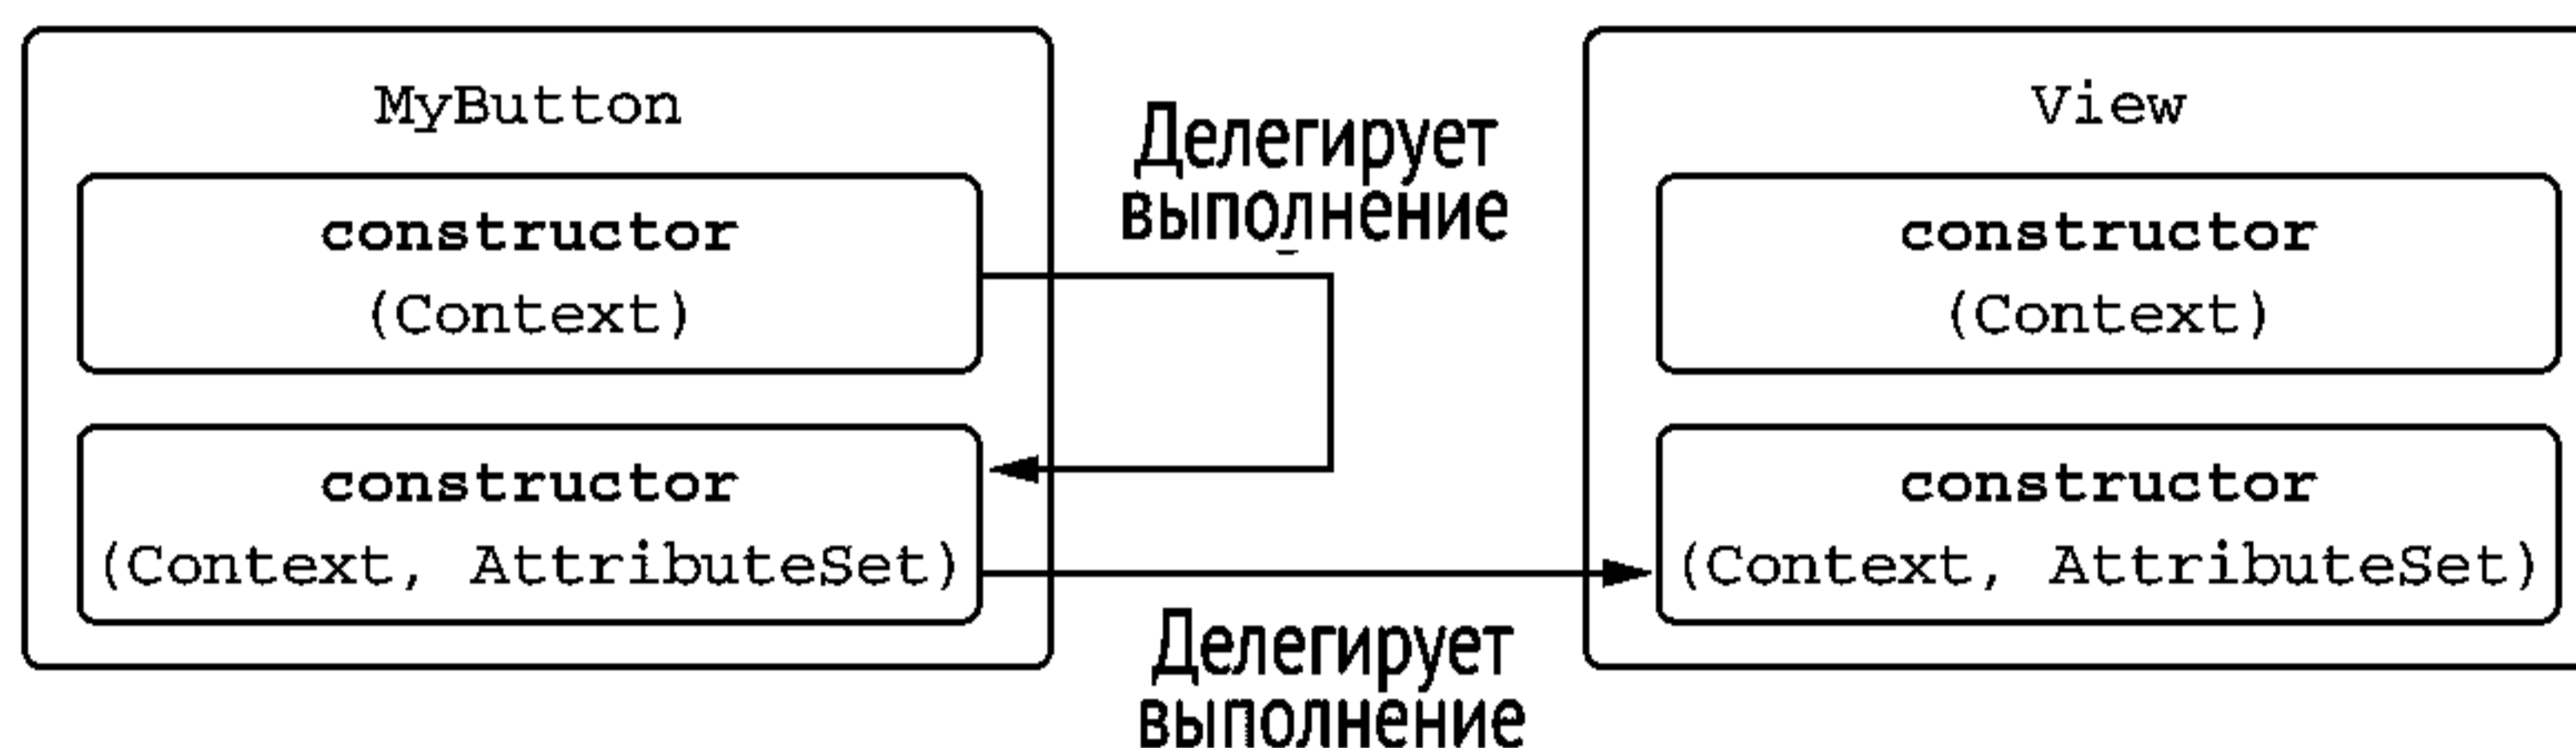 MyButton
constructor
(Context)
constructor
(Context, AttributeSet)
Делегирует
выполнение
Делегирует
выполнение
View
constructor
(Context)
constructor
(Context, AttributeSet)